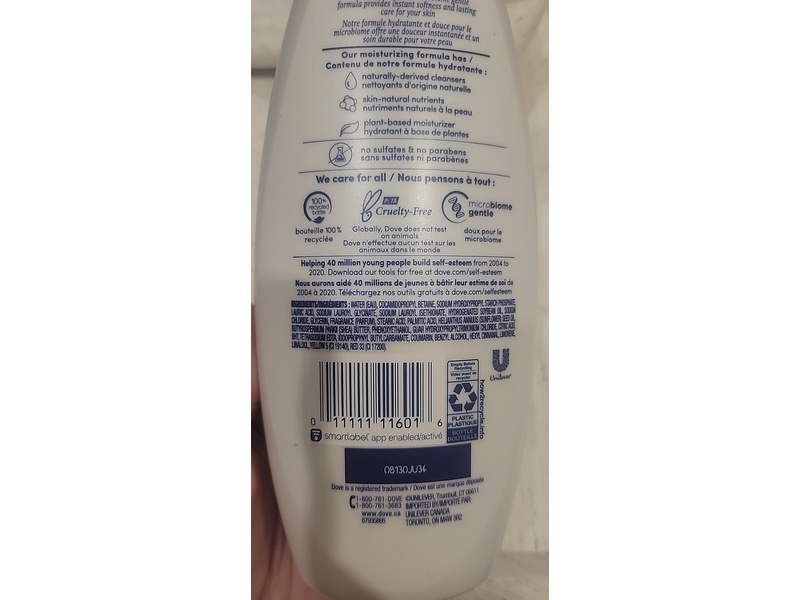 formula provides instant softness and lasting
care for your skin
Notre formule hydratante et douce pour le
microbiome offre une douceur instantanée et un
soin durable pour votre peau
Our moisturizing formula has /
Contenu de notre formule hydratante :
naturally-derived cleansers
nettoyants d'origine naturelle
skin-natural nutrients
nutriments naturels à la peau
plant-based moisturizer
hydratant à base de plantes
no sulfates & no parabens
sans sulfates ni parabènes
We care for all / Nous pensons à tout :
100%
recycled
bottle
bouteille 100%
recyclée
PETA
Cruelty-Free
Globally, Dove does not test
on animals
Dove n'effectue aucun test sur les
animaux dans le monde
microbiome
gentle
doux pour le
microbiome
Helping 40 million young people build self-esteem from 2004 to
2020. Download our tools for free at dove.com/self-esteem
Nous aurons aidé 40 millions de jeunes à bâtir leur estime de soi de
2004 à 2020. Téléchargez nos outils gratuits à dove.com/selfesteem
INGREDIENTS/INGRÉDIENTS: WATER (EAU), COCAMIDOPROPYL BETAINE, SODIUM HYDROXYPROPYL STARCH PHOSPHATE,
LAURIC ACID, SODIUM LAUROYL GLYCINATE, SODIUM LAUROYL ISETHIONATE, HYDROGENATED SOYBEAN OIL, SODIUM
CHLORIDE, GLYCERIN, FRAGRANCE (PARFUM), STEARIC ACID, PALMITIC ACID, HELIANTHUS ANNUUS (SUNFLOWER) SEED OIL,
BUTYROSPERMUM PARKII (SHEA) BUTTER, PHENOXYETHANOL, GUAR HYDROXYPROPYLTRIMONIUM CHLORIDE, CITRIC ACID,
BHT, TETRASODIUM EDTA, IODOPROPYNYL BUTYLCARBAMATE, COUMARIN, BENZYL ALCOHOL, HEXYL CINNAMAL, LIMONENE,
LINALOOL, YELLOW 5 (CI 19140), RED 33 (CI 17200).
Unilever
0 11111 11601 6
smartlabel app enabled/activé
Empty Before
Recycling
Videz avant de
recycler
PLASTIC
PLASTIQUE
BOTTLE
BOUTEILLE
how2recycle.info
08130JU34
Dove is a registered trademark / Dove est une marque déposée
1-800-761-DOVE
1-800-761-3683
www.dove.ca
67935866
©UNILEVER, Trumbull, CT 06611
IMPORTED BY/IMPORTÉ PAR
UNILEVER CANADA
TORONTO, ON M4W 3R2